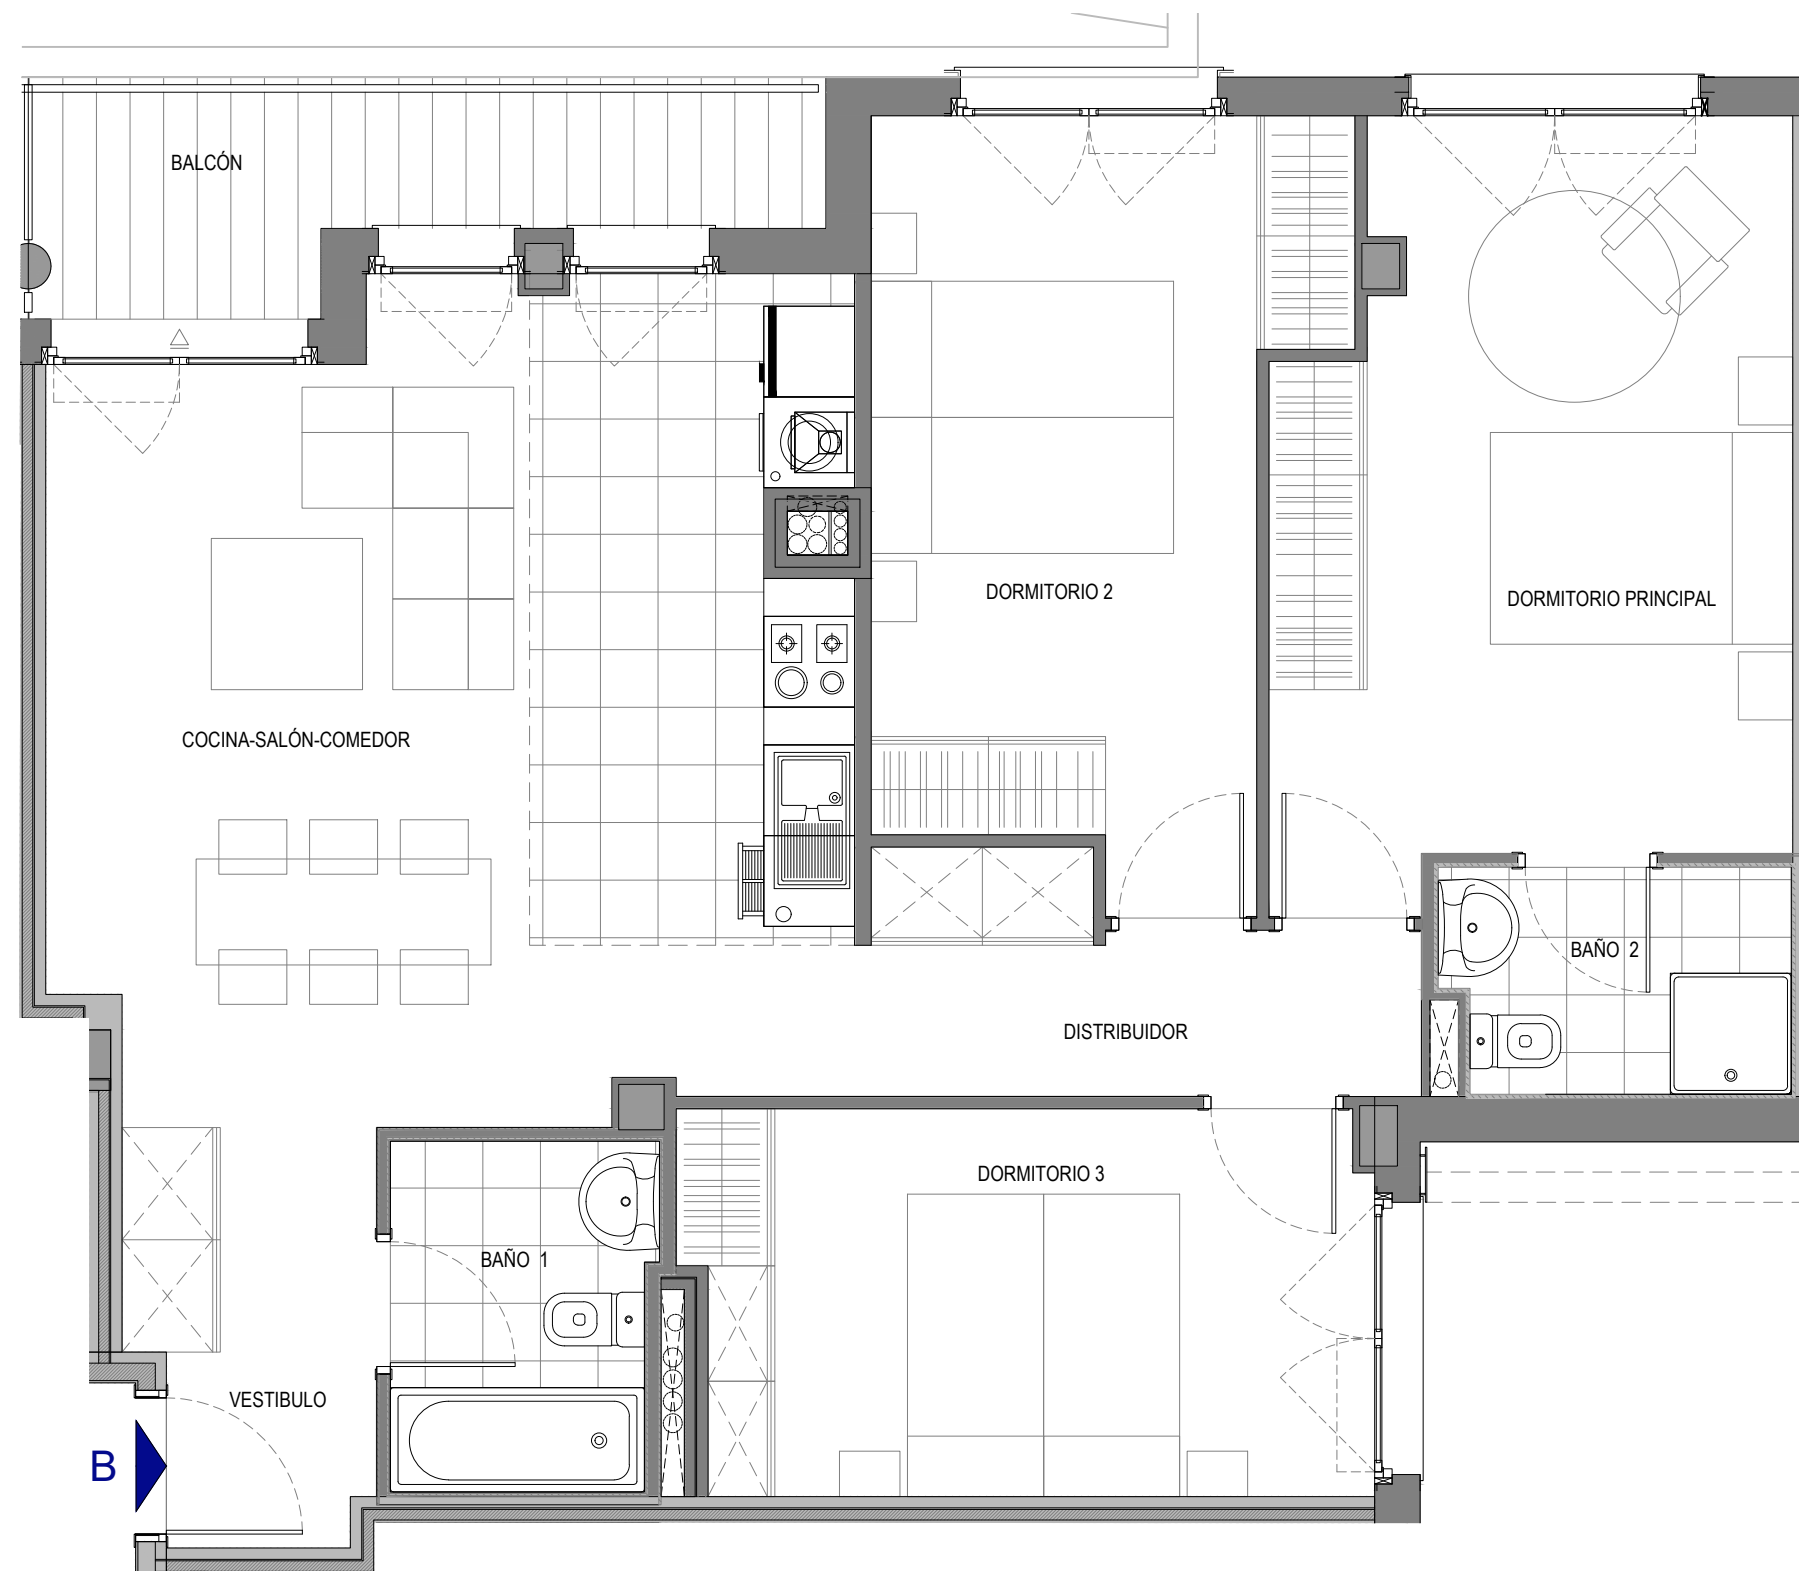 BALCÓN
DORMITORIO 2
DORMITORIO PRINCIPAL
COCINA-SALÓN-COMEDOR
BAÑO 2
DISTRIBUIDOR
DORMITORIO 3
BAÑO 1
VESTIBULO
B